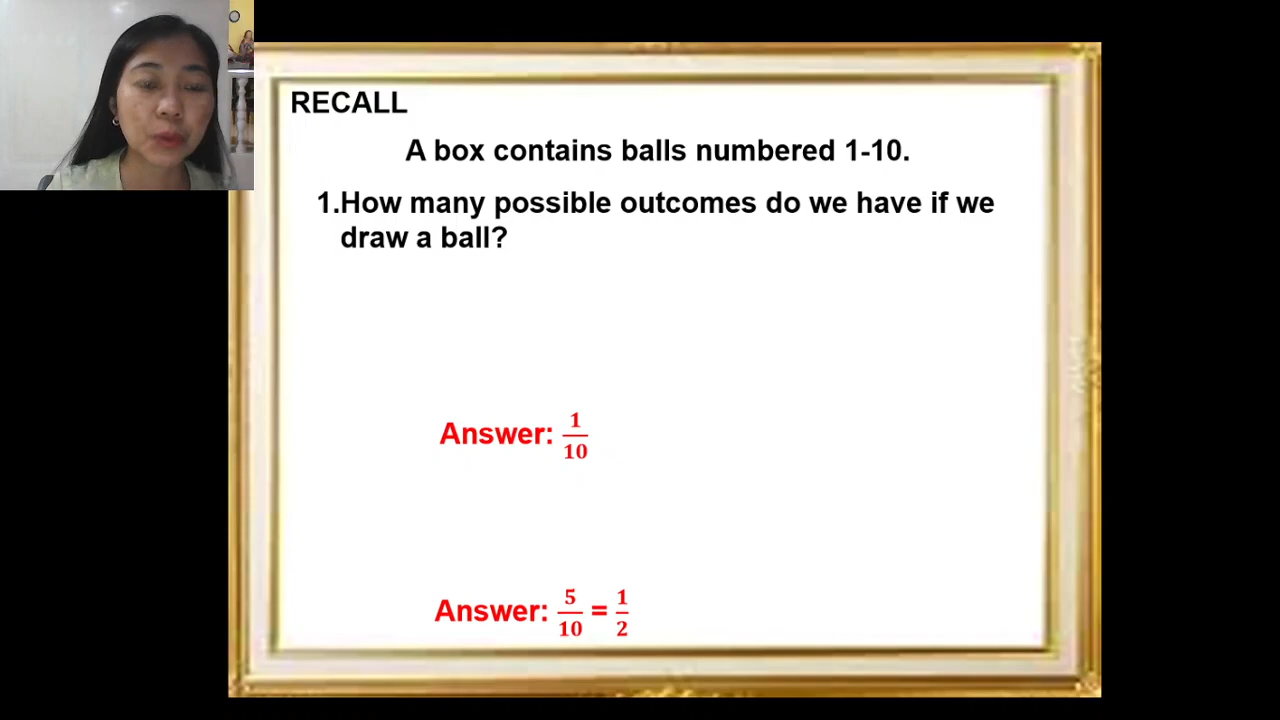 RECALL
A box contains balls numbered 1-10.
1.How many possible outcomes do we have if we
draw a ball?
Answer: 1/10
Answer: 5/10 = 1/2